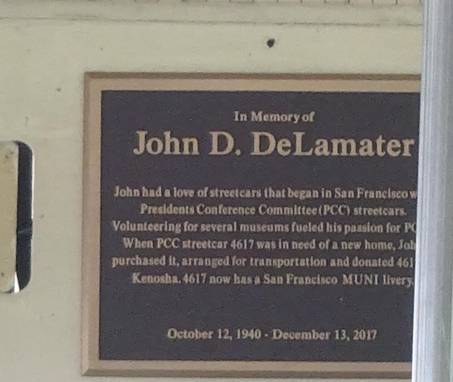 In Memory of
John D. DeLamater
John had a love of streetcars that began in San Francisco
Presidents Conference Committee (PCC) streetcars.
Volunteering for several museums fueled his passion for
When PCC streetcar 4617 was in need of a new home,
purchased it, arranged for transportation and donated
Kenosha. 4617 now has a San Francisco MUNI livery.
October 12, 1940 - December 13, 2017